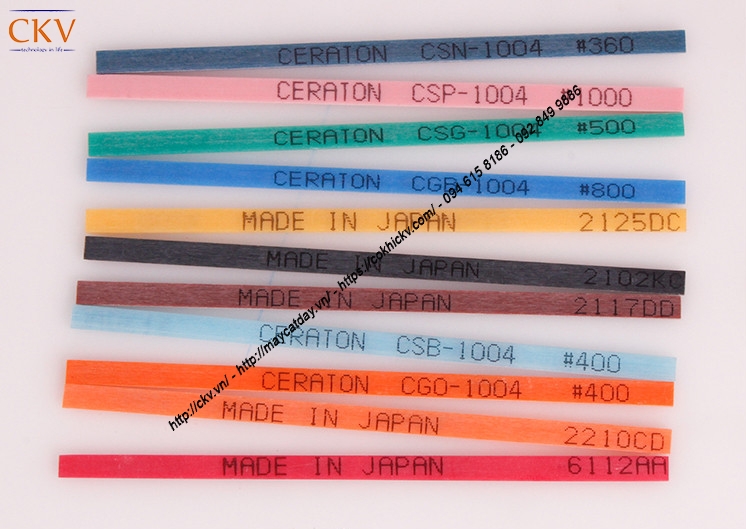 CKV
technology in life
CERATON CSN-1004 #360
CERATON CSP-1004 #1000
CERATON CSG-1004 #500
CERATON CGB-1004 #800
MADE IN JAPAN 2125DC
MADE IN JAPAN 2102KC
MADE IN JAPAN 2117DD
CERATON CSB-1004 #400
CERATON CGO-1004 #400
MADE IN JAPAN 2210CD
MADE IN JAPAN 6112AA
http://ckv.vn/ - http://maycatday.vn/ - https://cpkhickv.com/ - 094 615 8186 - 092 849 9886